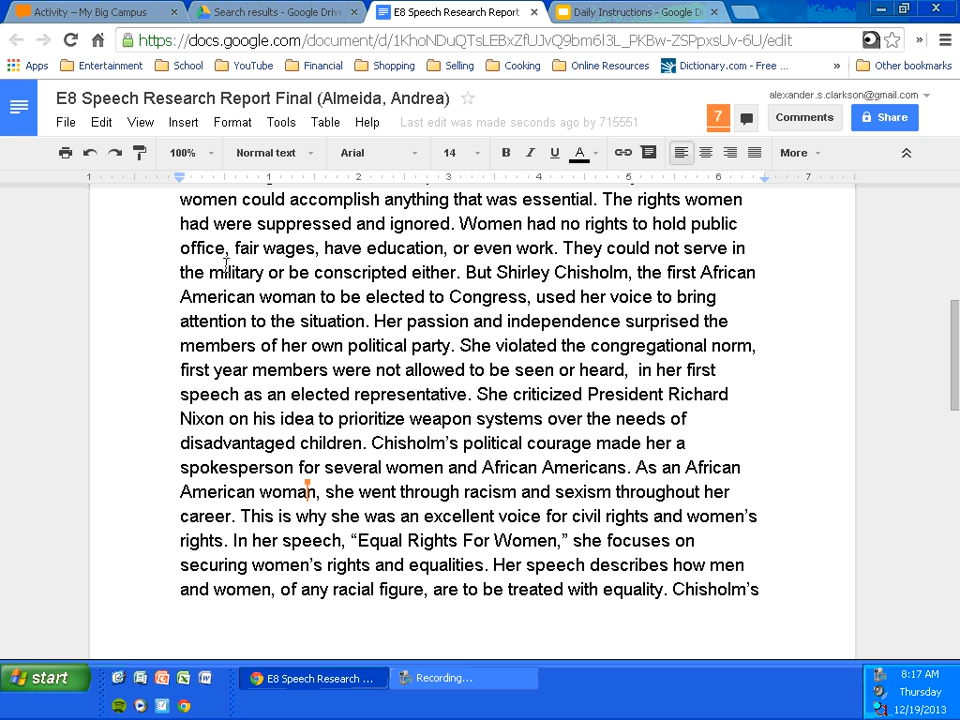 Activity – My Big Campus
Search results - Google Driv
E8 Speech Research Report
Daily Instructions - Google D
https://docs.google.com/document/d/1KhoNDuQTsLEBxZfUJvQ9bm6l3L_PKBw-ZSPpxsUv-6U/edit
Apps Entertainment School YouTube Financial Shopping Selling Cooking Online Resources Dictionary.com - Free ... » Other bookmarks
E8 Speech Research Report Final (Almeida, Andrea)
alexander.s.clarkson@gmail.com
File Edit View Insert Format Tools Table Help Last edit was made seconds ago by 715551
7 Comments Share
100% Normal text Arial 14 B I U A More
1 1 2 3 4 5 6 7
women could accomplish anything that was essential. The rights women
had were suppressed and ignored. Women had no rights to hold public
office, fair wages, have education, or even work. They could not serve in
the military or be conscripted either. But Shirley Chisholm, the first African
American woman to be elected to Congress, used her voice to bring
attention to the situation. Her passion and independence surprised the
members of her own political party. She violated the congregational norm,
first year members were not allowed to be seen or heard,  in her first
speech as an elected representative. She criticized President Richard
Nixon on his idea to prioritize weapon systems over the needs of
disadvantaged children. Chisholm's political courage made her a
spokesperson for several women and African Americans. As an African
American woman, she went through racism and sexism throughout her
career. This is why she was an excellent voice for civil rights and women's
rights. In her speech, “Equal Rights For Women,” she focuses on
securing women's rights and equalities. Her speech describes how men
and women, of any racial figure, are to be treated with equality. Chisholm's
start
E8 Speech Research ...
Recording...
8:17 AM
Thursday
12/19/2013